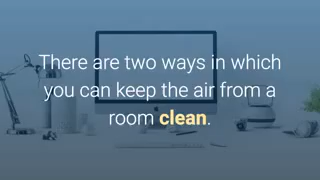 There are two ways in which
you can keep the air from a
room clean.